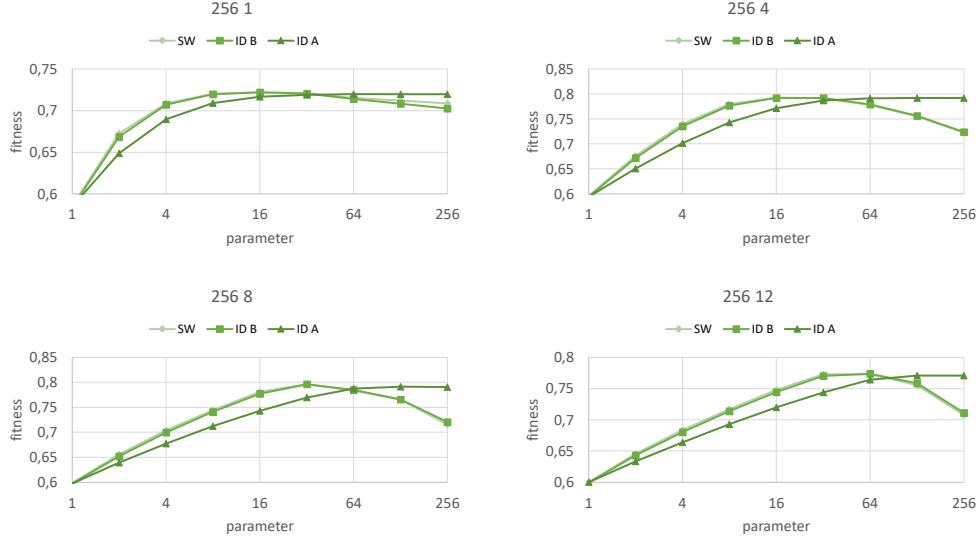 256 1
SW ID B ID A
0,75
0,7
0,65
0,6
fitness
1 4 16 64 256
parameter
256 4
SW ID B ID A
0,85
0,8
0,75
0,7
0,65
0,6
fitness
1 4 16 64 256
parameter
256 8
SW ID B ID A
0,85
0,8
0,75
0,7
0,65
0,6
fitness
1 4 16 64 256
parameter
256 12
SW ID B ID A
0,8
0,75
0,7
0,65
0,6
fitness
1 4 16 64 256
parameter